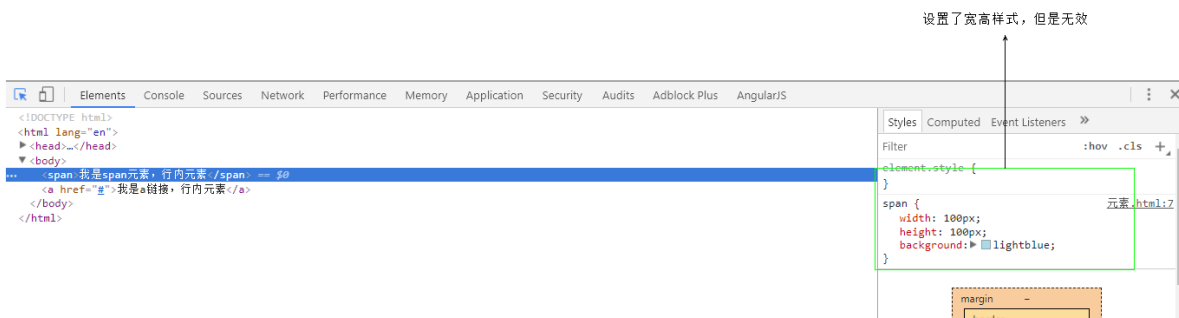 设置了宽高样式，但是无效
Elements Console Sources Network Performance Memory Application Security Audits Adblock Plus AngularJS
<!DOCTYPE html>
<html lang="en">
<head>…</head>
<body>
<span>我是span元素，行内元素</span> == $0
<a href="#">我是a链接，行内元素</a>
</body>
</html>
Styles Computed Event Listeners »
Filter :hov .cls +
element.style {
}
span { 元素.html:7
width: 100px;
height: 100px;
background: lightblue;
}
margin –